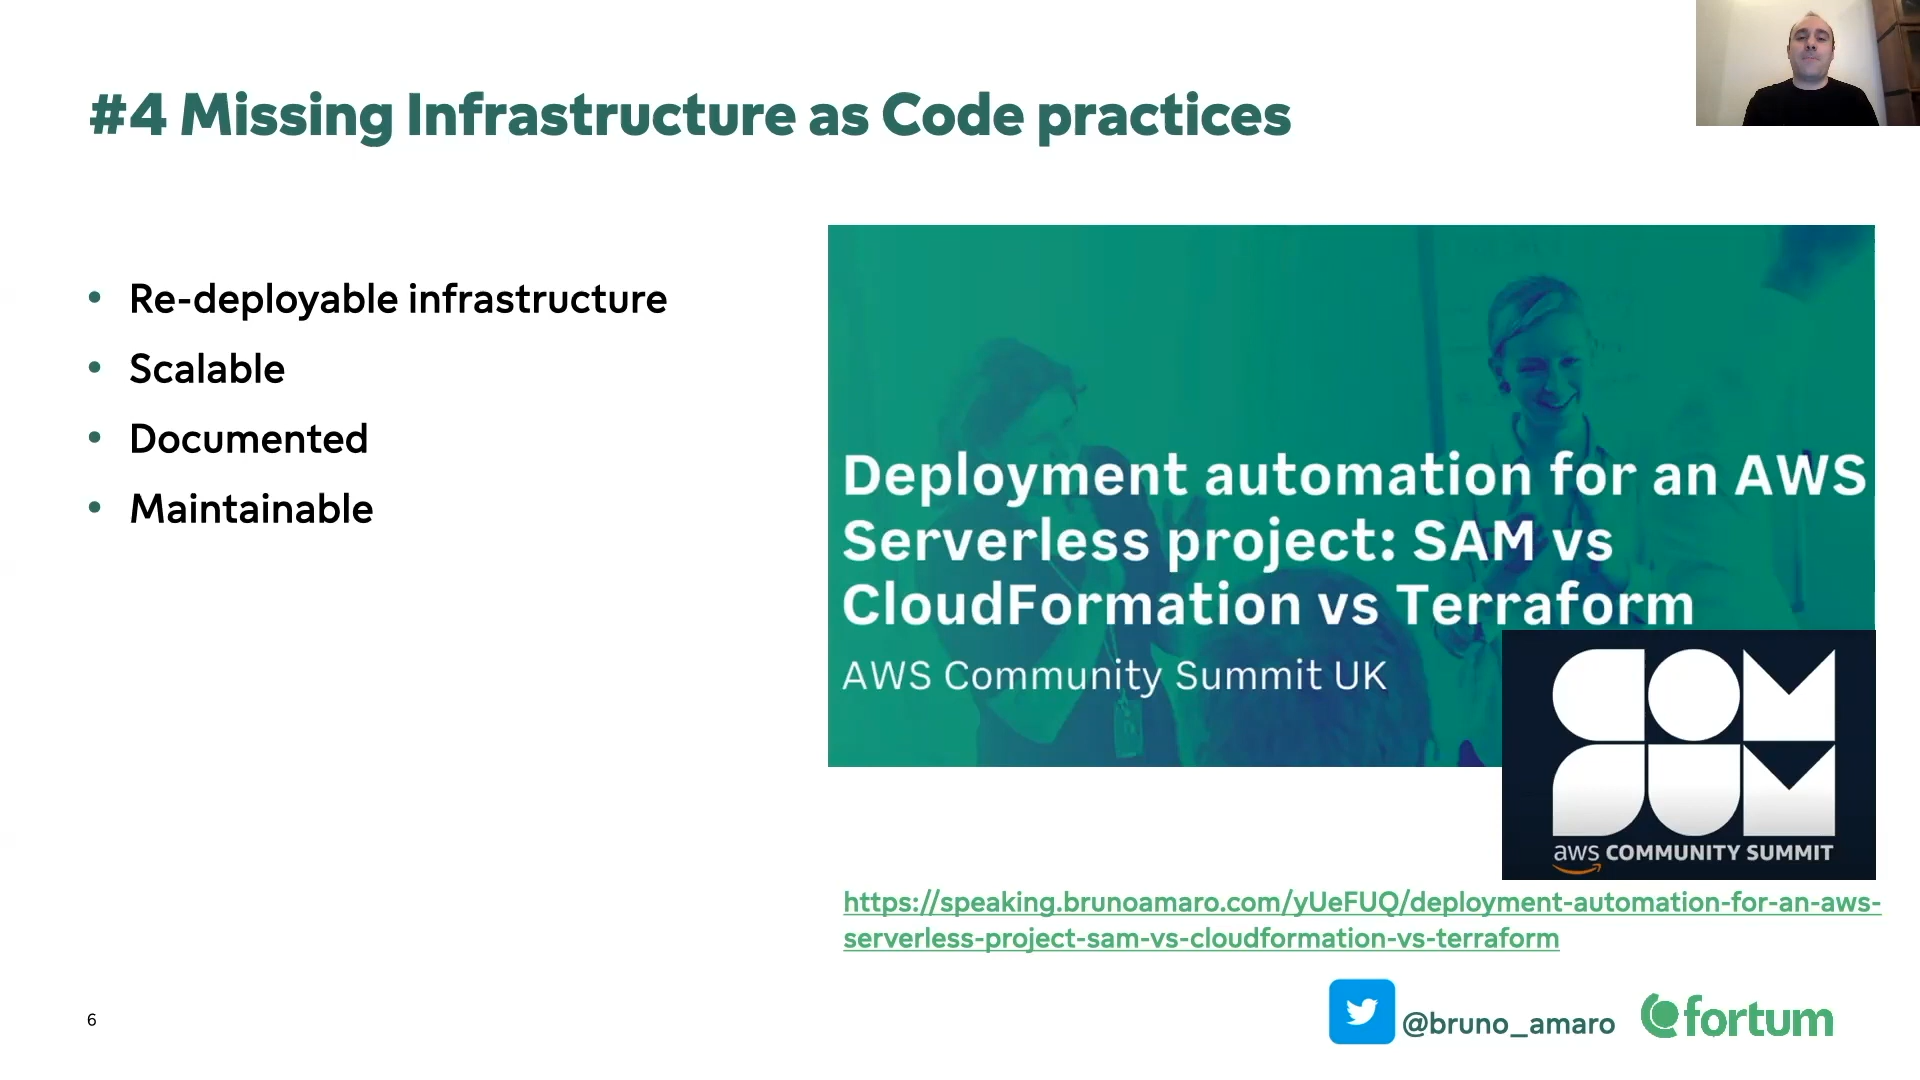 #4 Missing Infrastructure as Code practices
• Re-deployable infrastructure
• Scalable
• Documented
• Maintainable
Deployment automation for an AWS
Serverless project: SAM vs
CloudFormation vs Terraform
AWS Community Summit UK
COM
SUM
aws COMMUNITY SUMMIT
https://speaking.brunoamaro.com/yUeFUQ/deployment-automation-for-an-aws-
serverless-project-sam-vs-cloudformation-vs-terraform
6
@bruno_amaro
fortum